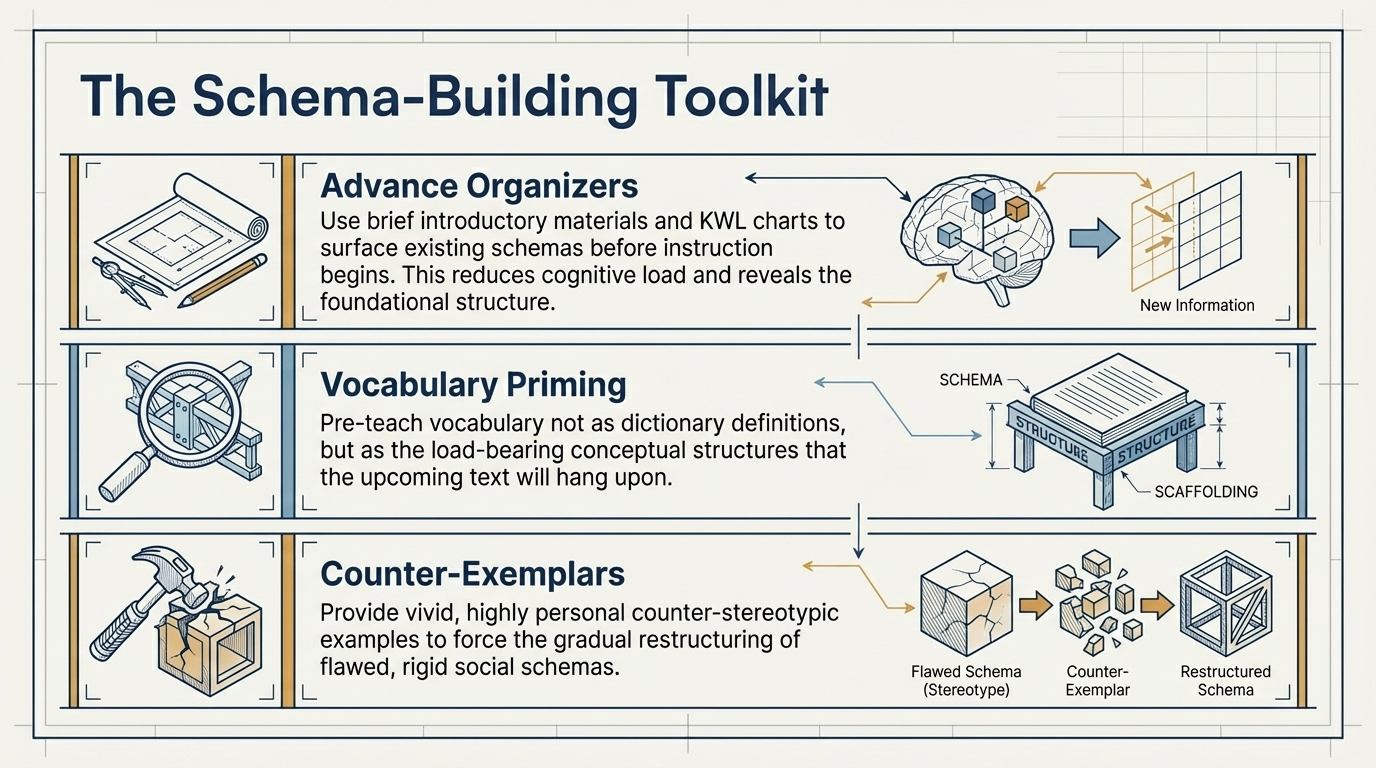 The Schema-Building Toolkit
Advance Organizers
Use brief introductory materials and KWL charts to
surface existing schemas before instruction
begins. This reduces cognitive load and reveals the
foundational structure.
New Information
Vocabulary Priming
Pre-teach vocabulary not as dictionary definitions,
but as the load-bearing conceptual structures that
the upcoming text will hang upon.
SCHEMA
STRUCTURE
STRUCTURE
SCAFFOLDING
Counter-Exemplars
Provide vivid, highly personal counter-stereotypic
examples to force the gradual restructuring of
flawed, rigid social schemas.
Flawed Schema
(Stereotype)
Counter-
Exemplar
Restructured
Schema